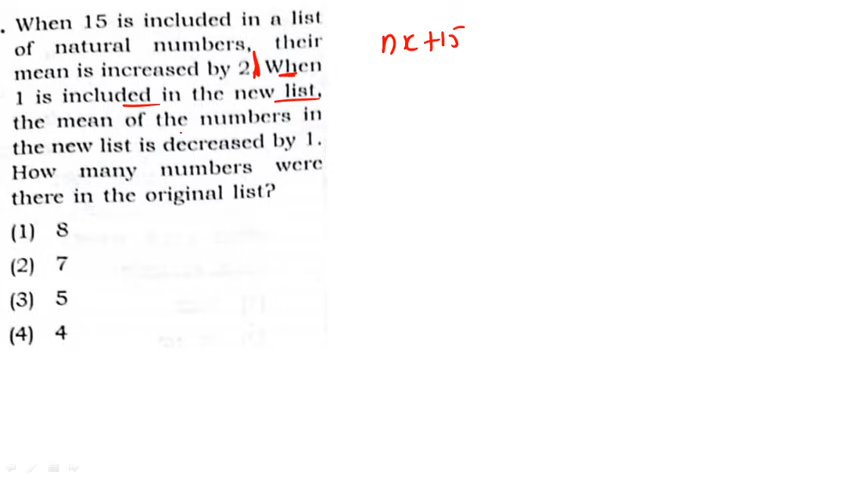 . When 15 is included in a list
of natural numbers, their
mean is increased by 2. When
1 is included in the new list,
the mean of the numbers in
the new list is decreased by 1.
How many numbers were
there in the original list?
(1) 8
(2) 7
(3) 5
(4) 4
nx+15